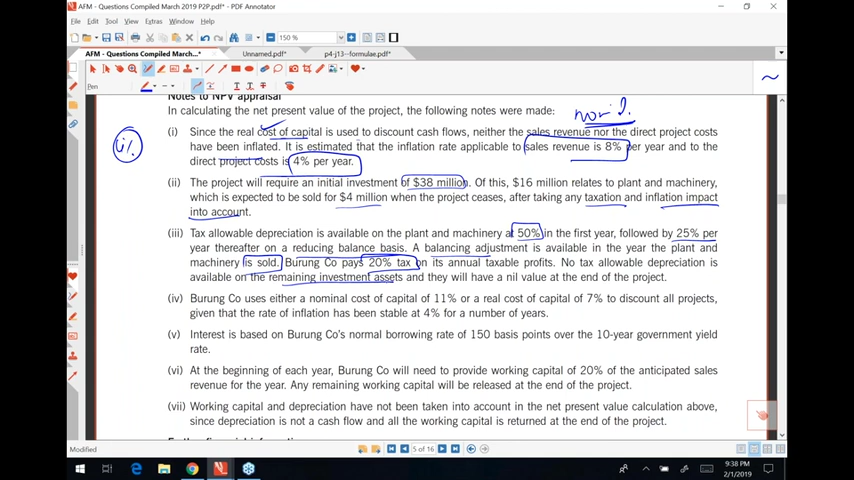 AFM - Questions Compiled March 2019 P2P.pdf* - PDF Annotator
File Edit Tool View Extras Window Help
150 %
AFM - Questions Compiled March...* Unnamed.pdf* p4-j13--formulae.pdf*
Pen
Notes to NPV appraisal
In calculating the net present value of the project, the following notes were made:
(i) Since the real cost of capital is used to discount cash flows, neither the sales revenue nor the direct project costs
have been inflated. It is estimated that the inflation rate applicable to sales revenue is 8% per year and to the
direct project costs is 4% per year.
(ii) The project will require an initial investment of $38 million. Of this, $16 million relates to plant and machinery,
which is expected to be sold for $4 million when the project ceases, after taking any taxation and inflation impact
into account.
(iii) Tax allowable depreciation is available on the plant and machinery at 50% in the first year, followed by 25% per
year thereafter on a reducing balance basis. A balancing adjustment is available in the year the plant and
machinery is sold. Burung Co pays 20% tax on its annual taxable profits. No tax allowable depreciation is
available on the remaining investment assets and they will have a nil value at the end of the project.
(iv) Burung Co uses either a nominal cost of capital of 11% or a real cost of capital of 7% to discount all projects,
given that the rate of inflation has been stable at 4% for a number of years.
(v) Interest is based on Burung Co's normal borrowing rate of 150 basis points over the 10-year government yield
rate.
(vi) At the beginning of each year, Burung Co will need to provide working capital of 20% of the anticipated sales
revenue for the year. Any remaining working capital will be released at the end of the project.
(vii) Working capital and depreciation have not been taken into account in the net present value calculation above,
since depreciation is not a cash flow and all the working capital is returned at the end of the project.
Modified
5 of 16
9:38 PM
2/1/2019